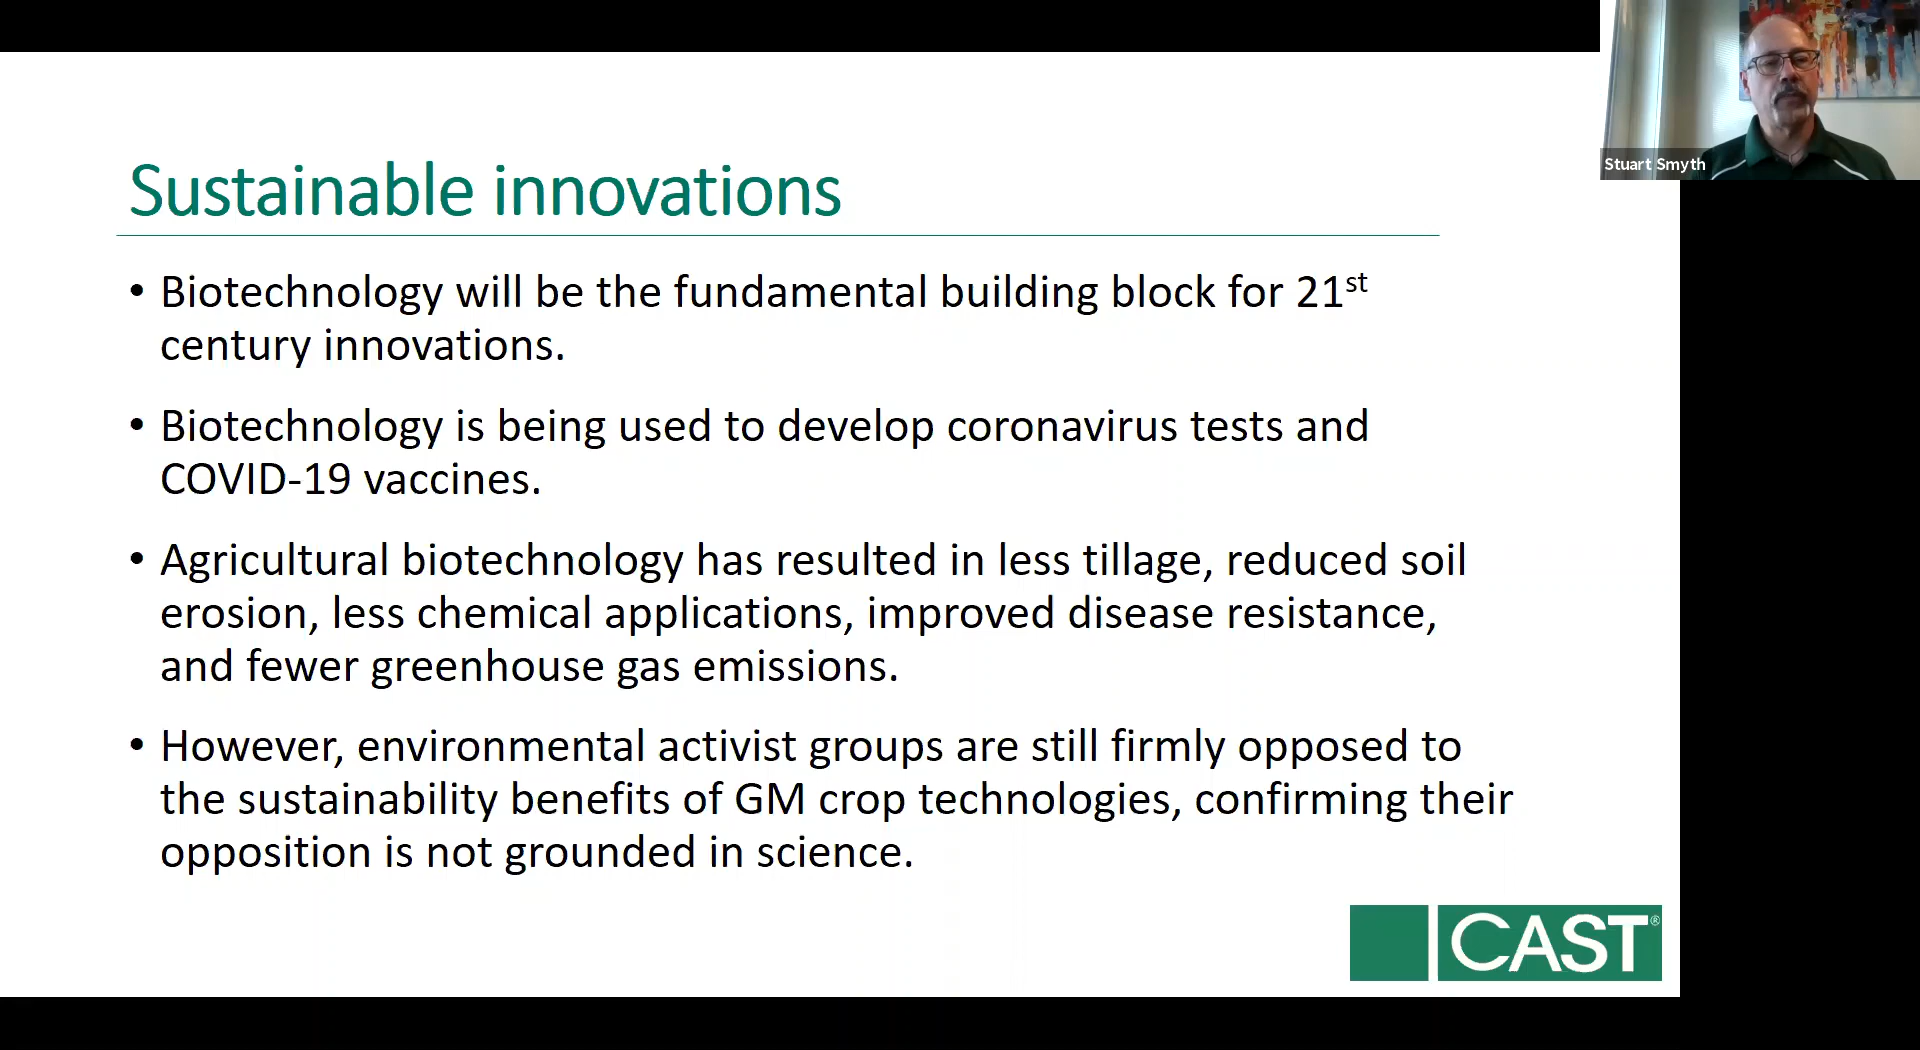 Stuart Smyth
Sustainable innovations
• Biotechnology will be the fundamental building block for 21st
century innovations.
• Biotechnology is being used to develop coronavirus tests and
COVID-19 vaccines.
• Agricultural biotechnology has resulted in less tillage, reduced soil
erosion, less chemical applications, improved disease resistance,
and fewer greenhouse gas emissions.
• However, environmental activist groups are still firmly opposed to
the sustainability benefits of GM crop technologies, confirming their
opposition is not grounded in science.
CAST®